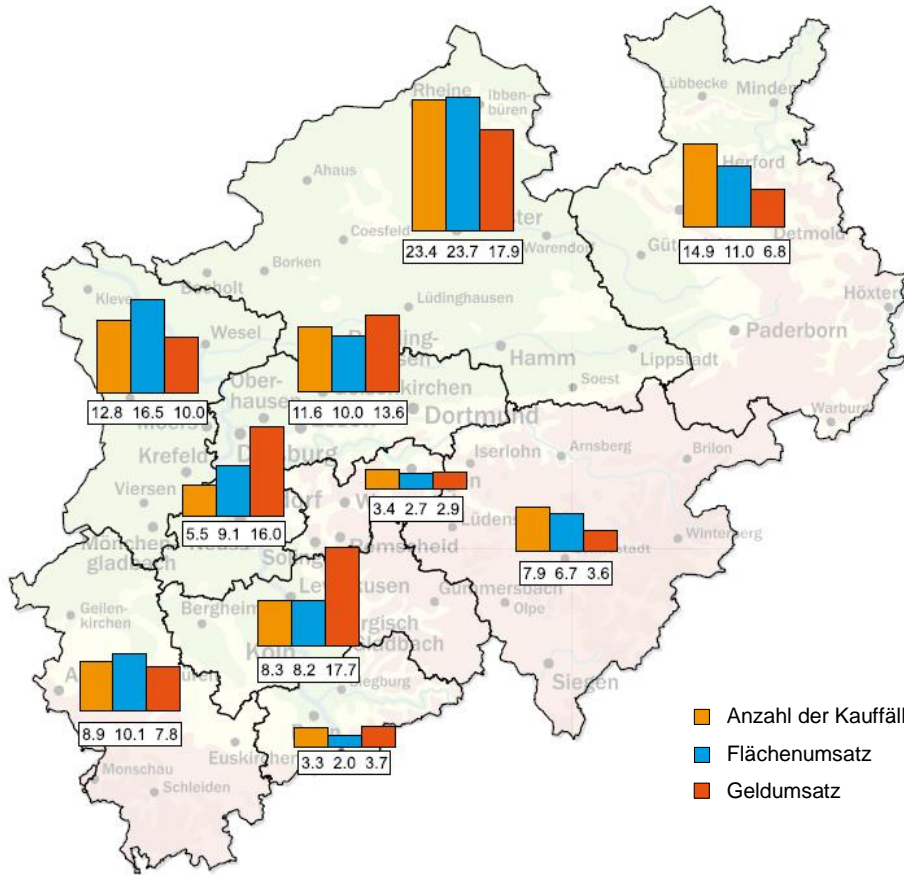 Lübbecke
Minden
Rheine
Ibben-
büren
Herford
Ahaus
Coesfeld
Warendorf
Detmold
23.4 23.7 17.9
14.9 11.0 6.8
Borken
Höxter
Kleve
Lüdinghausen
Wesel
Paderborn
Hamm
Lippstadt
Soest
Ober-
hausen
12.8 16.5 10.0
11.6 10.0 13.6
Dortmund
Warburg
Krefeld
Iserlohn
Arnsberg
Brilon
Viersen
3.4 2.7 2.9
5.5 9.1 16.0
Winterberg
Mönchen-
gladbach
Remscheid
7.9 6.7 3.6
Geilen-
kirchen
Bergheim
Gummersbach
Olpe
8.3 8.2 17.7
Siegburg
Siegen
8.9 10.1 7.8
Anzahl der Kauffäll
3.3 2.0 3.7
Flächenumsatz
Monschau
Schleiden
Geldumsatz